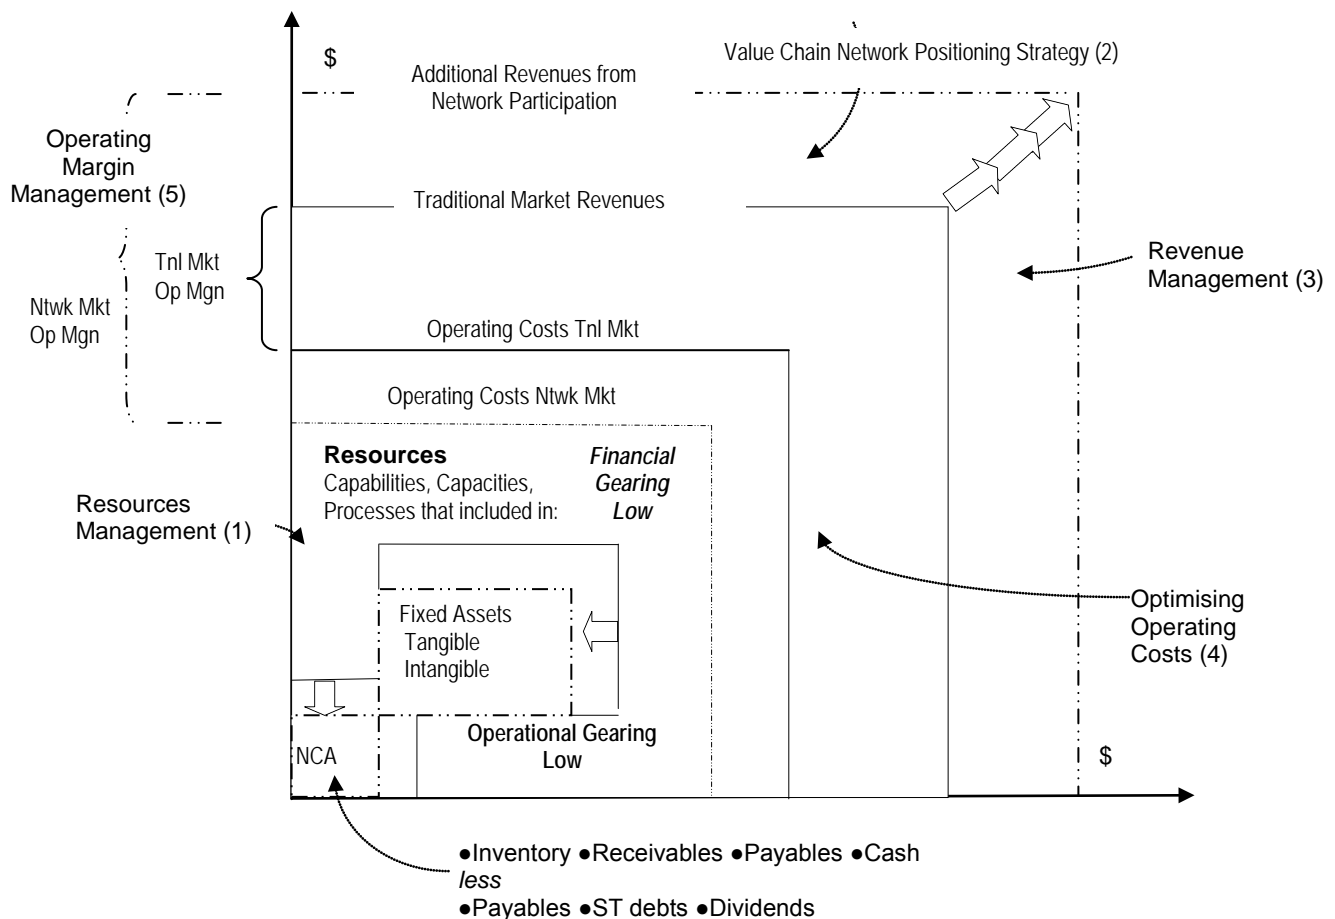 $
Value Chain Network Positioning Strategy (2)
Additional Revenues from
Network Participation
Operating
Margin
Management (5)
Traditional Market Revenues
Tnl Mkt
Op Mgn
Revenue
Management (3)
Ntwk Mkt
Op Mgn
Operating Costs Tnl Mkt
Operating Costs Ntwk Mkt
Resources
Capabilities, Capacities,
Processes that included in:
Financial
Gearing
Low
Resources
Management (1)
Fixed Assets
Tangible
Intangible
Optimising
Operating
Costs (4)
Operational Gearing
Low
NCA
$
●Inventory ●Receivables ●Payables ●Cash
less
●Payables ●ST debts ●Dividends